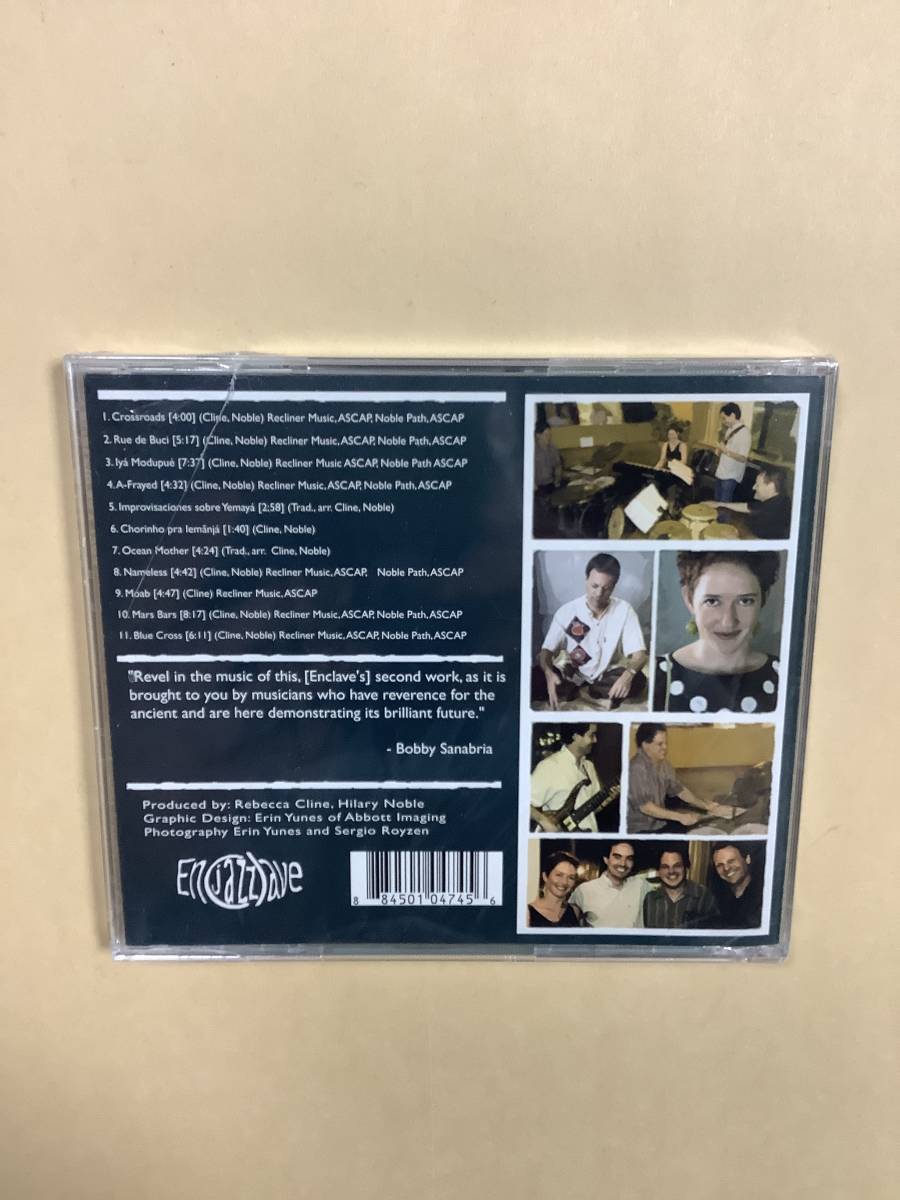 1. Crossroads [4:00] (Cline, Noble) Recliner Music, ASCAP, Noble Path, ASCAP
2. Rue de Buci [5:17] (Cline, Noble) Recliner Music, ASCAP, Noble Path, ASCAP
3. Iyá Modupué [7:37] (Cline, Noble) Recliner Music ASCAP, Noble Path ASCAP
4. A-Frayed [4:32] (Cline, Noble) Recliner Music, ASCAP, Noble Path, ASCAP
5. Improvisaciones sobre Yemayá [2:58] (Trad., arr. Cline, Noble)
6. Chorinho pra Iemânjá [1:40] (Cline, Noble)
7. Ocean Mother [4:24] (Trad., arr. Cline, Noble)
8. Nameless [4:42] (Cline, Noble) Recliner Music, ASCAP, Noble Path, ASCAP
9. Moab [4:47] (Cline) Recliner Music, ASCAP
10. Mars Bars [8:17] (Cline, Noble) Recliner Music, ASCAP, Noble Path, ASCAP
11. Blue Cross [6:11] (Cline, Noble) Recliner Music, ASCAP, Noble Path, ASCAP
"Revel in the music of this, [Enclave's] second work, as it is
brought to you by musicians who have reverence for the
ancient and are here demonstrating its brilliant future."
- Bobby Sanabria
Produced by: Rebecca Cline, Hilary Noble
Graphic Design: Erin Yunes of Abbott Imaging
Photography Erin Yunes and Sergio Royzen
En(jazz)ave
8 84501 04745 6